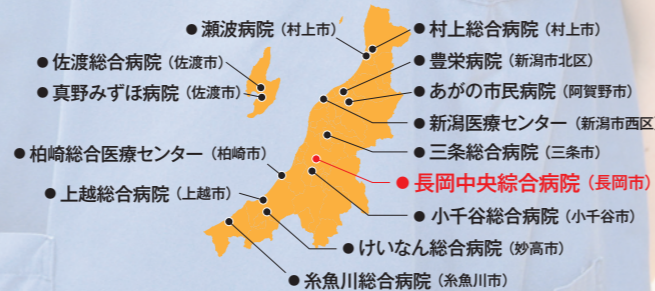 ● 瀬波病院（村上市）
● 村上総合病院（村上市）
● 佐渡総合病院（佐渡市）
● 豊栄病院（新潟市北区）
● 真野みずほ病院（佐渡市）
● あがの市民病院（阿賀野市）
● 新潟医療センター（新潟市西区）
● 三条総合病院（三条市）
● 柏崎総合医療センター（柏崎市）
● 長岡中央綜合病院（長岡市）
● 上越総合病院（上越市）
● 小千谷総合病院（小千谷市）
● けいなん総合病院（妙高市）
● 糸魚川総合病院（糸魚川市）